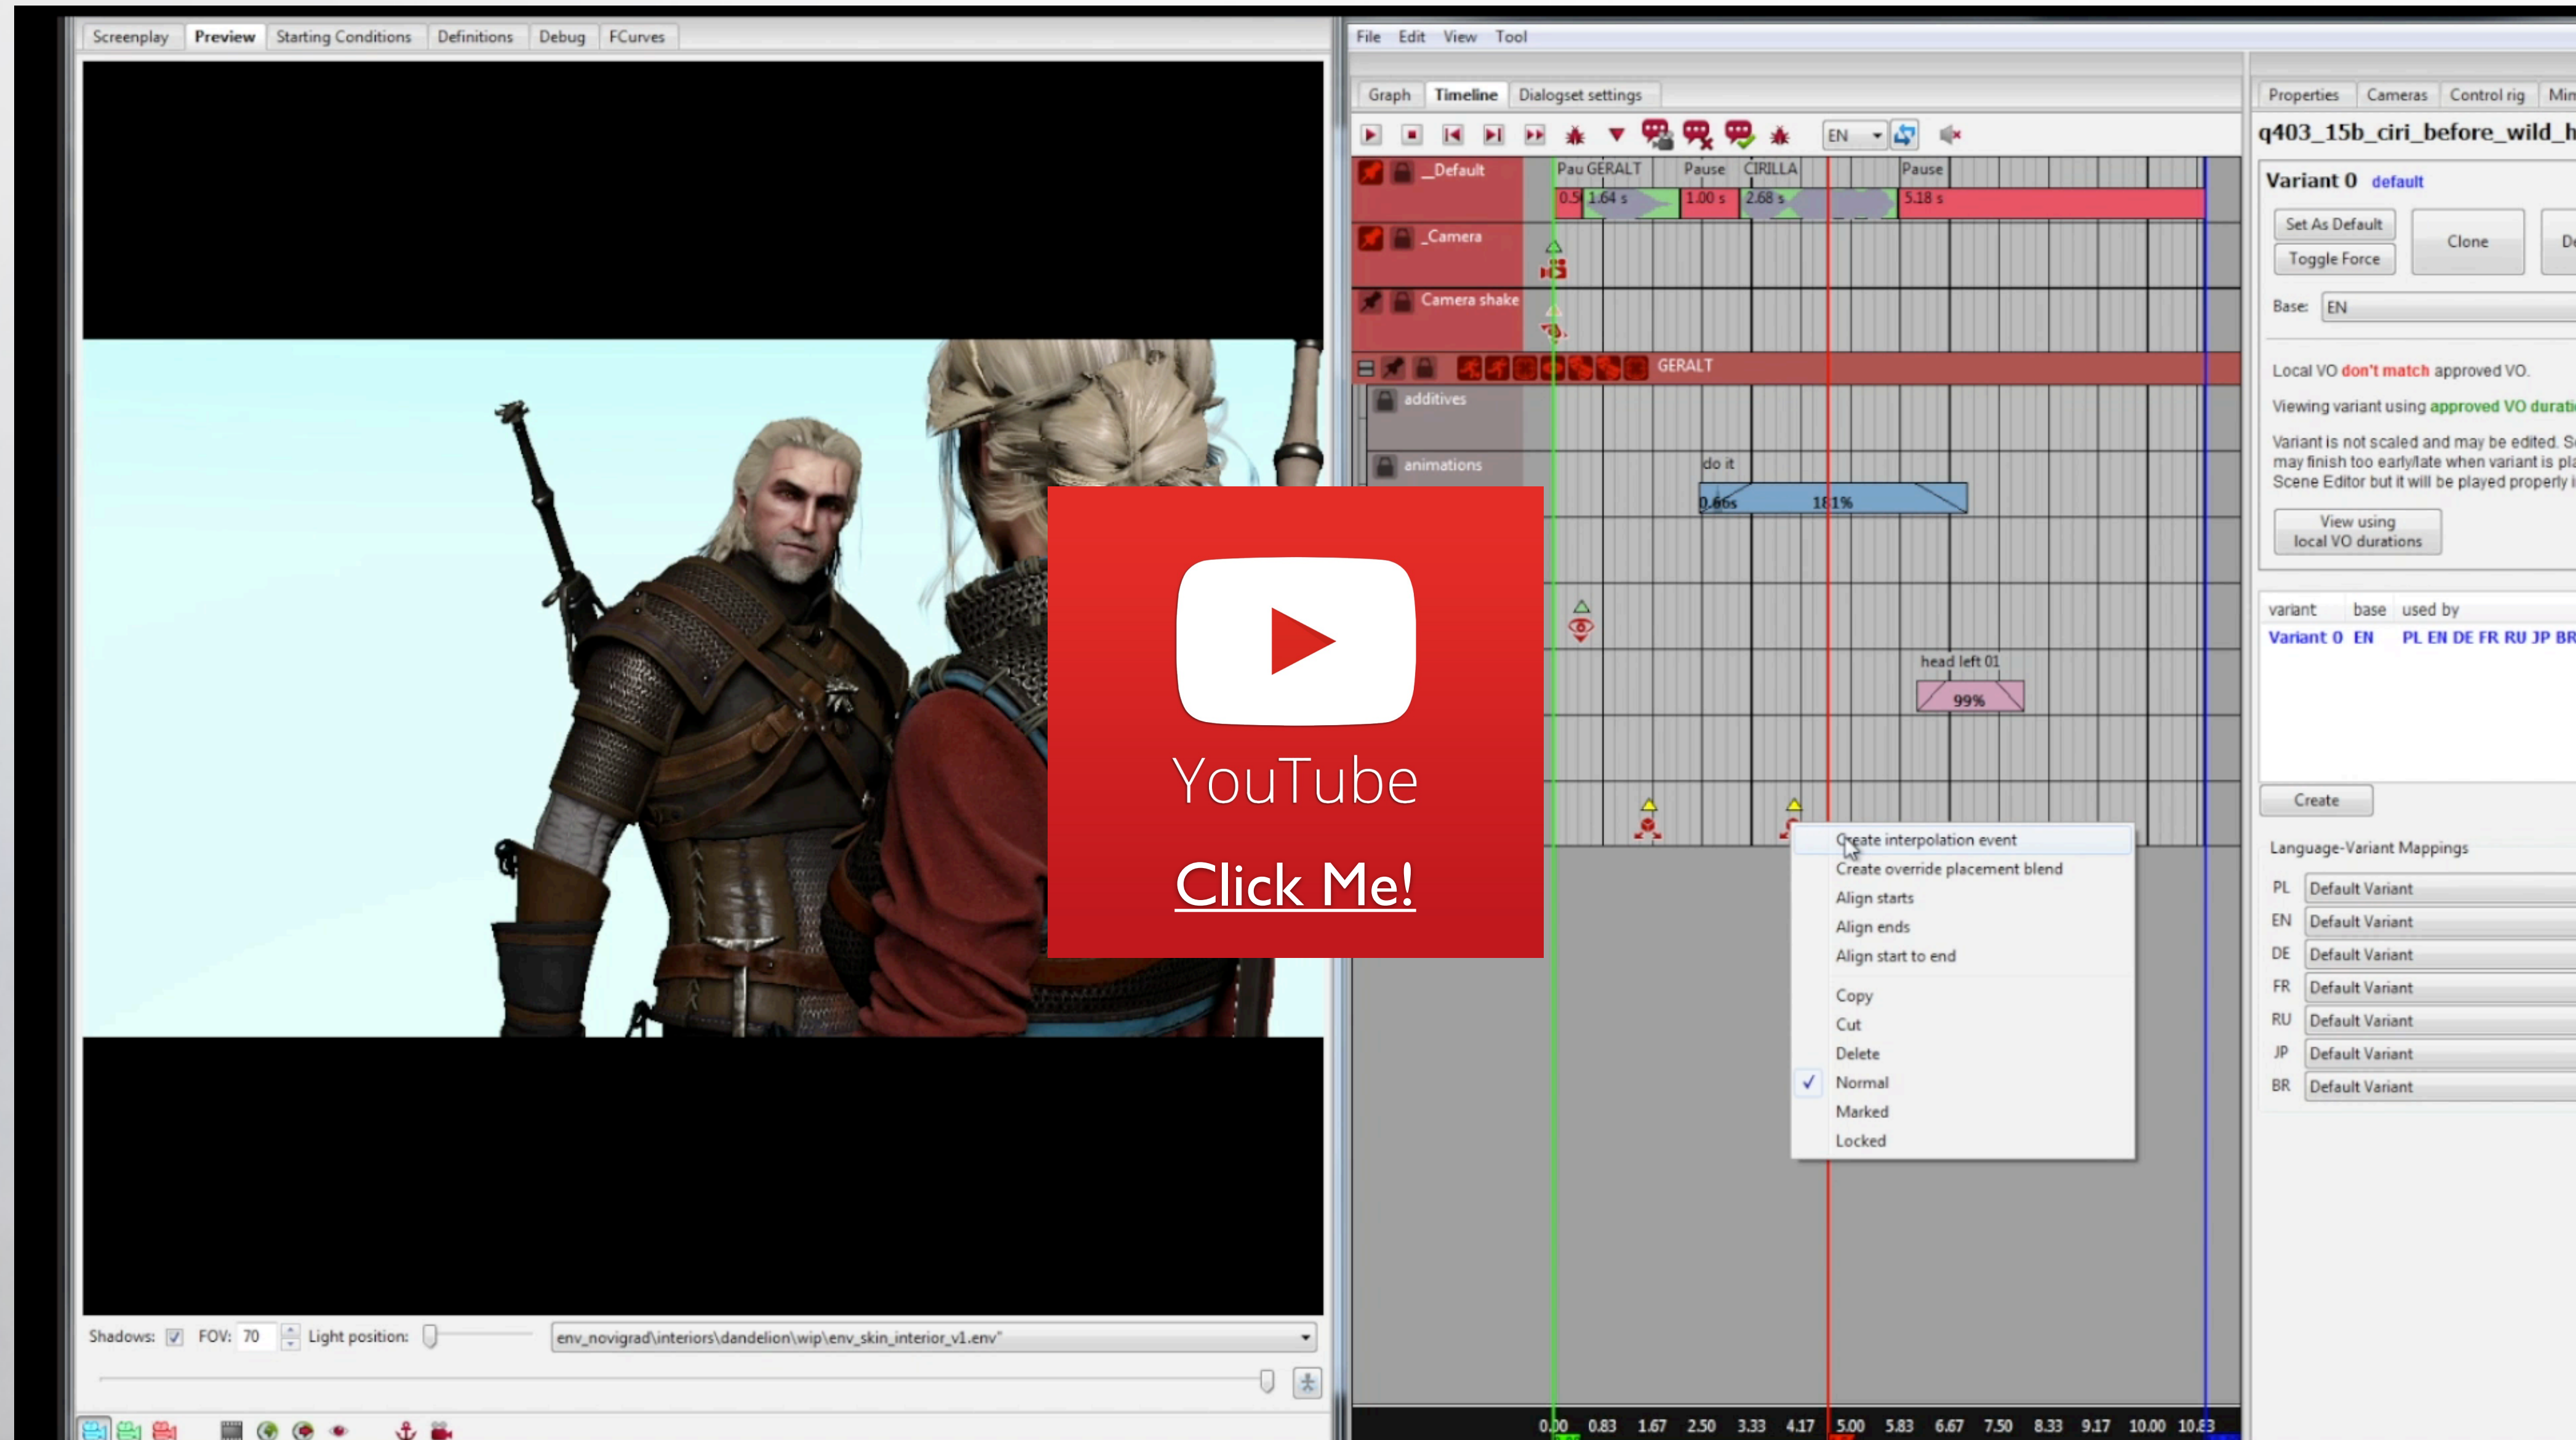 Screenplay Preview Starting Conditions Definitions Debug FCurves
File Edit View Tool
Graph Timeline Dialogset settings
EN
__Default
Pau GERALT Pause CIRILLA Pause
0.5 1.64 s 1.00 s 2.68 s 5.18 s
_Camera
Camera shake
GERALT
additives
animations
do it
0.66s 181%
head left 01
99%
YouTube
Click Me!
Create interpolation event
Create override placement blend
Align starts
Align ends
Align start to end
Copy
Cut
Delete
Normal
Marked
Locked
0.00 0.83 1.67 2.50 3.33 4.17 5.00 5.83 6.67 7.50 8.33 9.17 10.00 10.83
Properties Cameras Control rig Min
q403_15b_ciri_before_wild_h
Variant 0 default
Set As Default
Toggle Force
Clone
De
Base: EN
Local VO don't match approved VO.
Viewing variant using approved VO durati
Variant is not scaled and may be edited. S
may finish too early/late when variant is pla
Scene Editor but it will be played properly i
View using
local VO durations
variant base used by
Variant 0 EN PL EN DE FR RU JP BR
Create
Language-Variant Mappings
PL Default Variant
EN Default Variant
DE Default Variant
FR Default Variant
RU Default Variant
JP Default Variant
BR Default Variant
Shadows: FOV: 70 Light position: env_novigrad\interiors\dandelion\wip\env_skin_interior_v1.env"